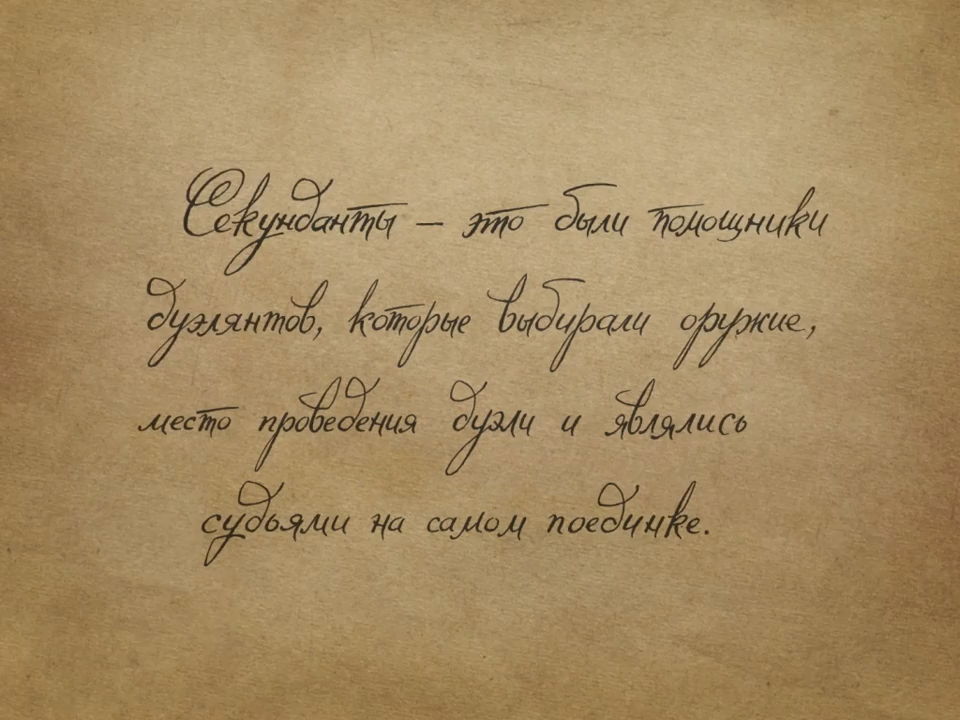 Секунданты – это были помощники
дуэлянтов, которые выбирали оружие,
место проведения дуэли и являлись
судьями на самом поединке.